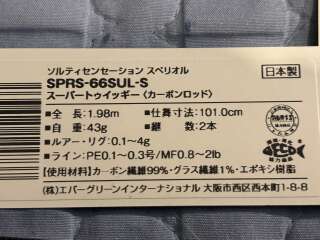 ソルティセンセーション スペリオル
日本製
SPRS-66SUL-S
スーパートゥイッギー〈カーボンロッド〉
■全　長：1.98m　■仕舞寸法：101.0cm
■自　重：43g　■継　数：2本
■ルアー・リグ：0.1〜4g
■ライン：PE0.1〜0.3号/MF0.8〜2lb
【使用材料】カーボン繊維99%・グラス繊維1%・エポキシ樹脂
(株)エバーグリーンインターナショナル 大阪市西区西本町1-8-8